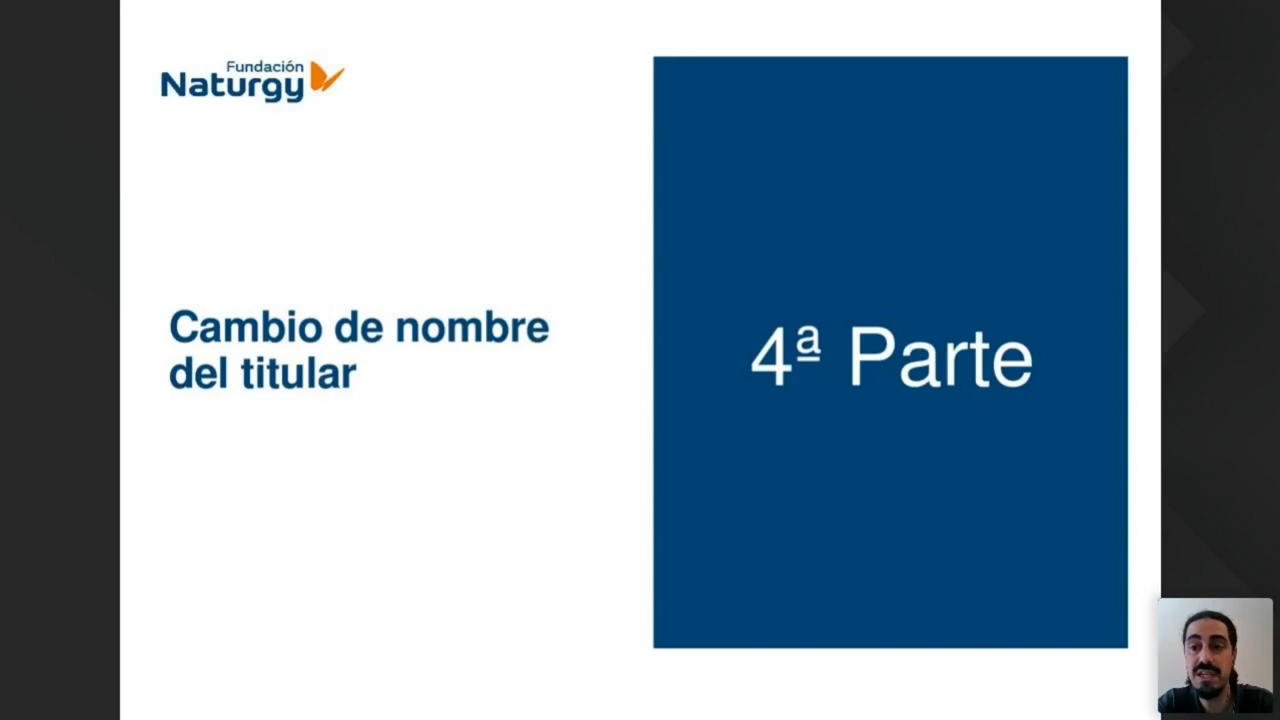 Fundación
Naturgy
Cambio de nombre
del titular
4ª Parte